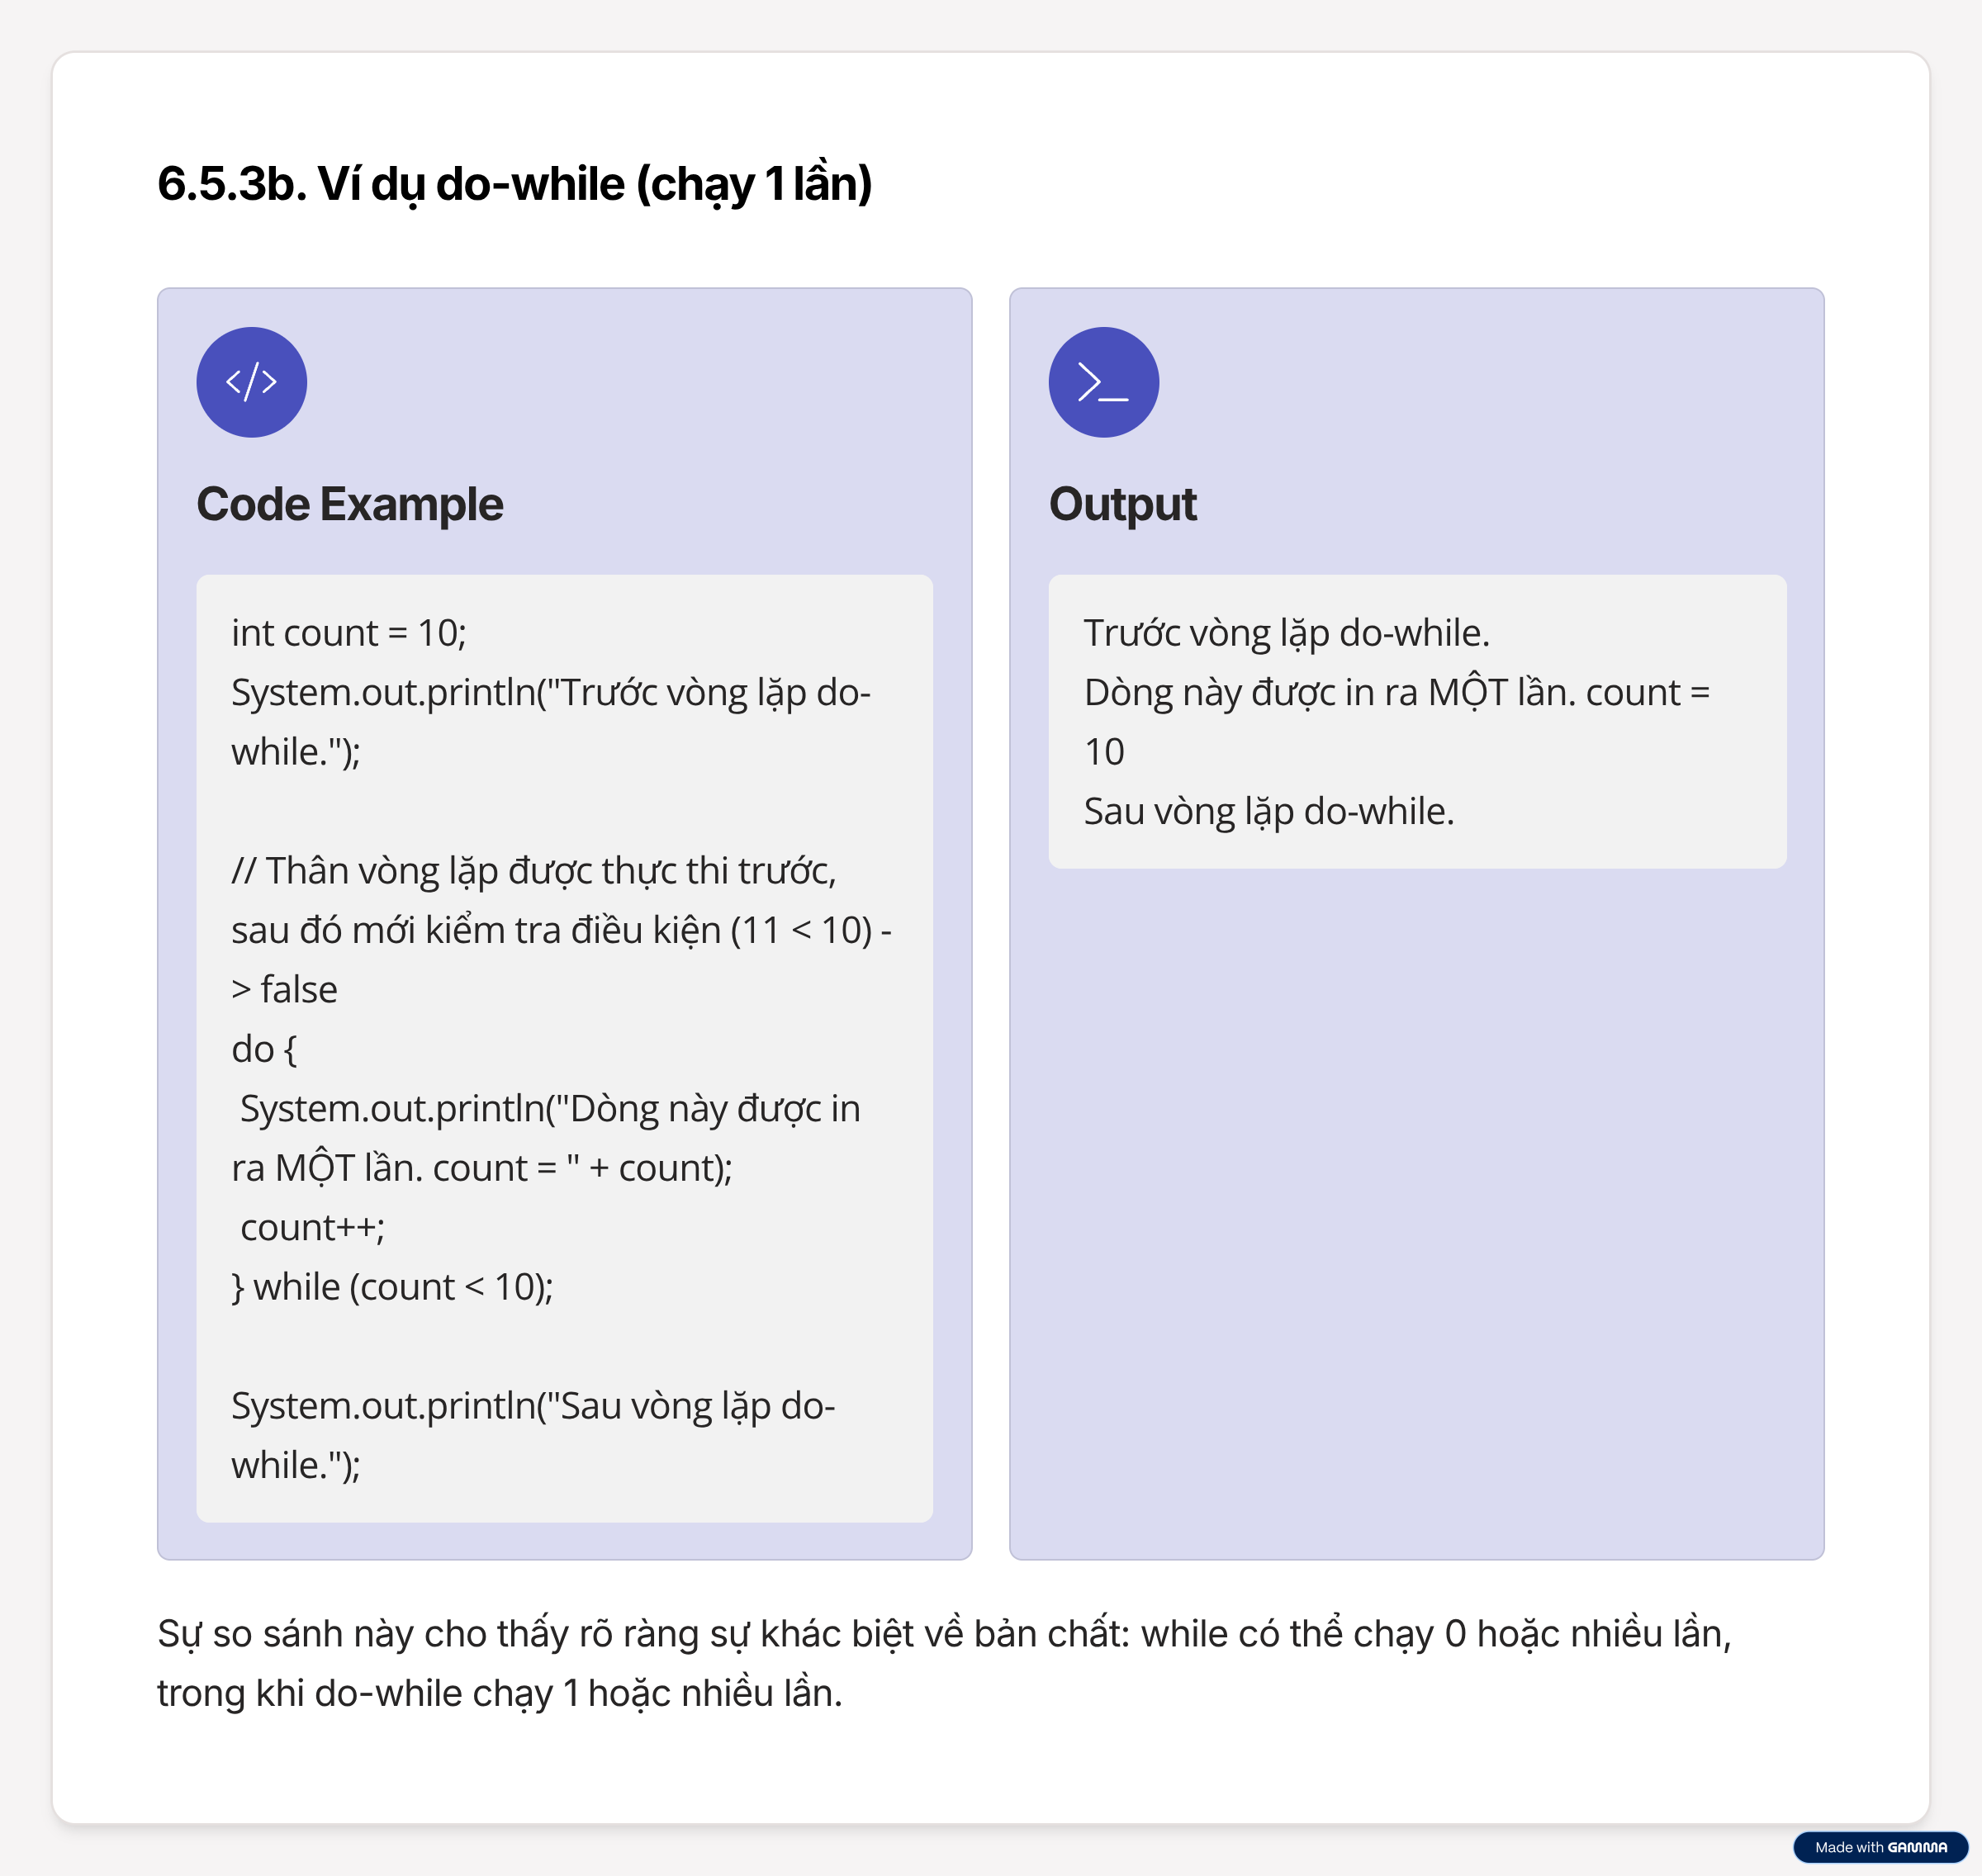 6.5.3b. Ví dụ do-while (chạy 1 lần)
Code Example
int count = 10;
System.out.println("Trước vòng lặp do-
while.");
// Thân vòng lặp được thực thi trước,
sau đó mới kiểm tra điều kiện (11 < 10) -
> false
do {
System.out.println("Dòng này được in
ra MỘT lần. count = " + count);
count++;
} while (count < 10);
System.out.println("Sau vòng lặp do-
while.");
Output
Trước vòng lặp do-while.
Dòng này được in ra MỘT lần. count =
10
Sau vòng lặp do-while.
Sự so sánh này cho thấy rõ ràng sự khác biệt về bản chất: while có thể chạy 0 hoặc nhiều lần,
trong khi do-while chạy 1 hoặc nhiều lần.
Made with GAMMA